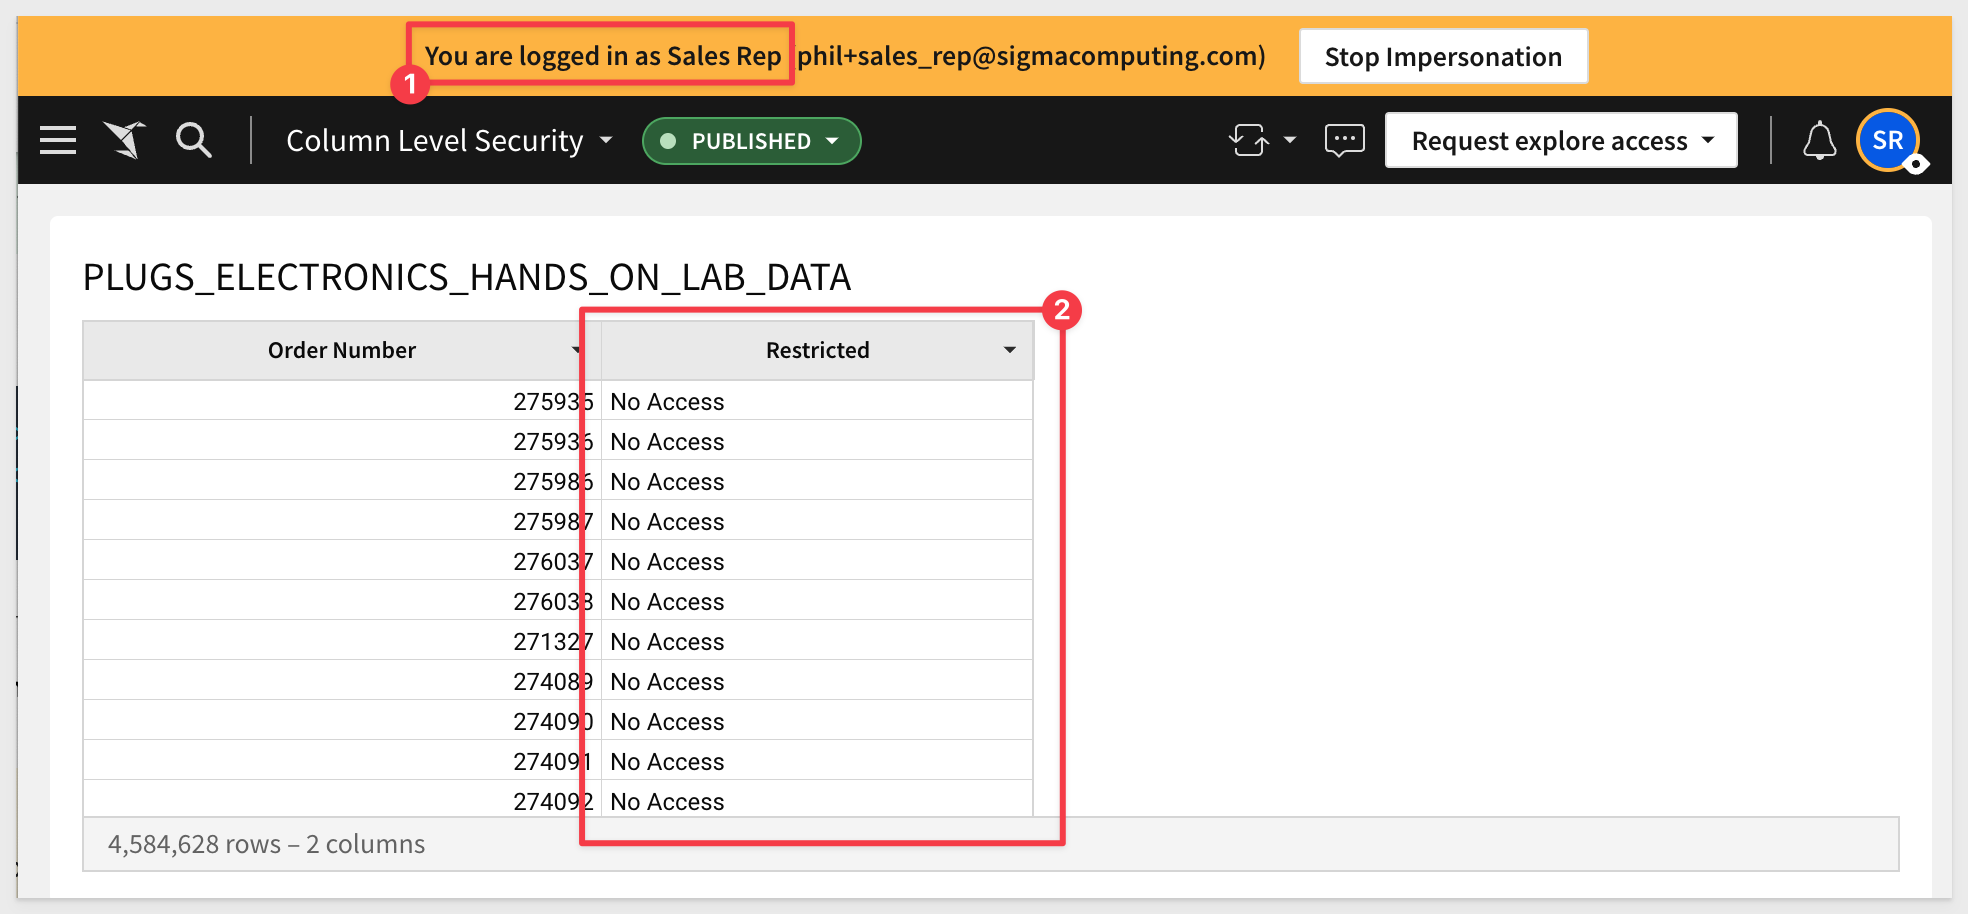 You are logged in as Sales Rep phil+sales_rep@sigmacomputing.com) Stop Impersonation
1
Column Level Security PUBLISHED Request explore access SR
PLUGS_ELECTRONICS_HANDS_ON_LAB_DATA
2
Order Number Restricted
275935 No Access
275936 No Access
275986 No Access
275987 No Access
276037 No Access
276038 No Access
271327 No Access
274089 No Access
274090 No Access
274091 No Access
274092 No Access
4,584,628 rows – 2 columns